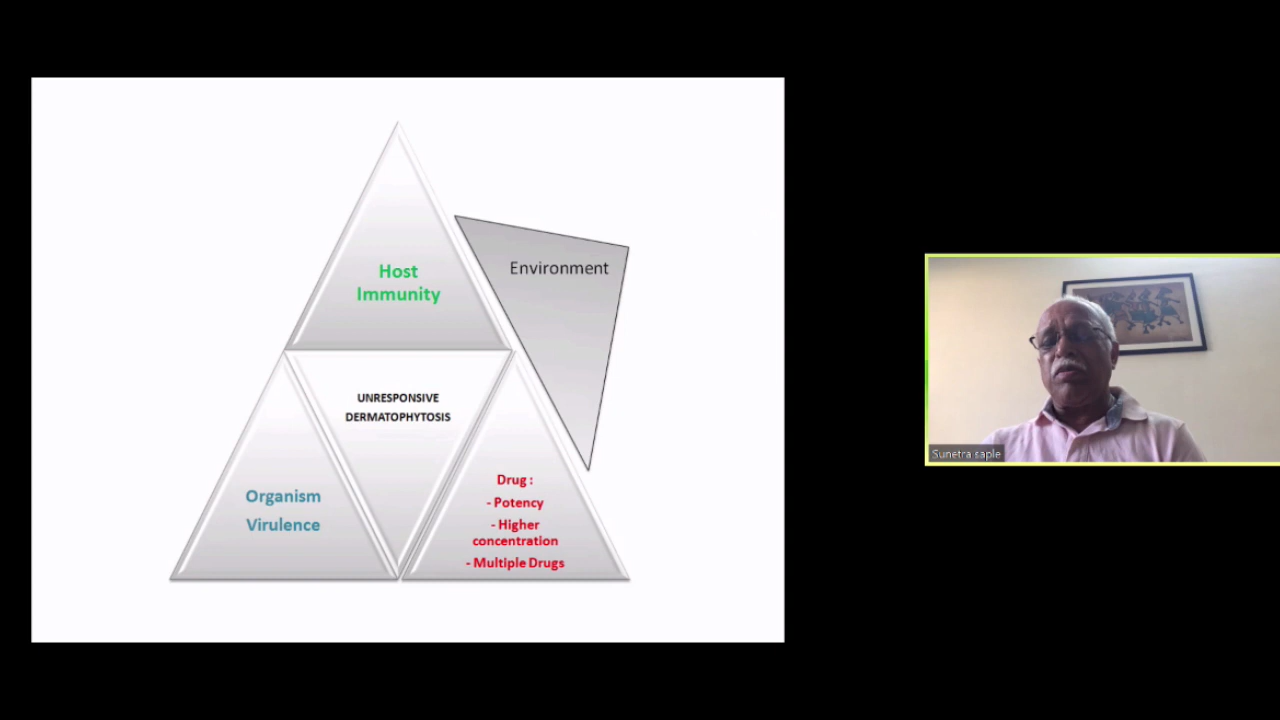 Host
Immunity
Environment
UNRESPONSIVE
DERMATOPHYTOSIS
Organism
Virulence
Drug :
- Potency
- Higher
concentration
- Multiple Drugs
Sunetra saple